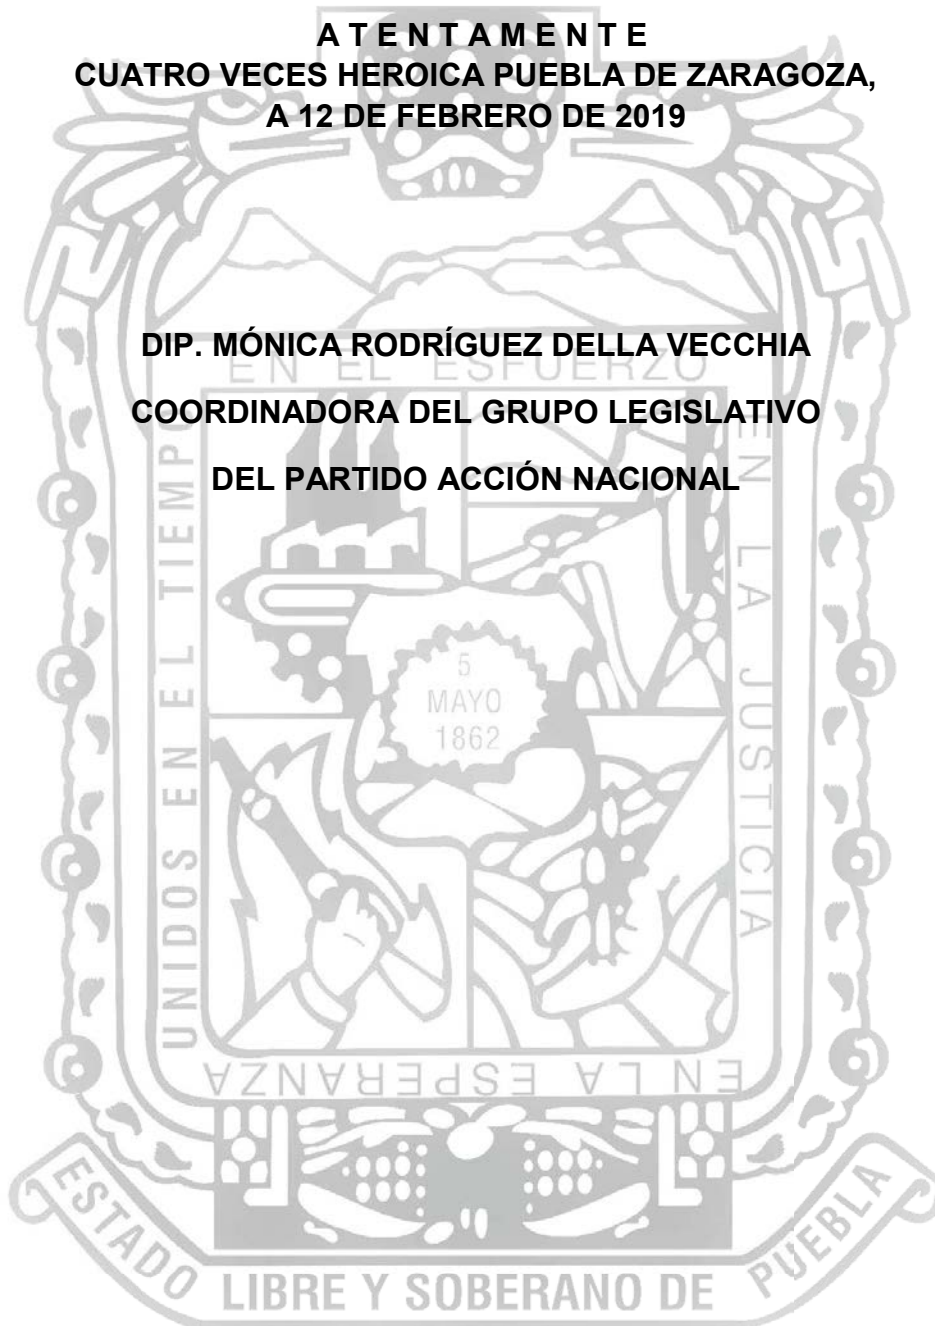 A T E N T A M E N T E
CUATRO VECES HEROICA PUEBLA DE ZARAGOZA,
A 12 DE FEBRERO DE 2019
DIP. MÓNICA RODRÍGUEZ DELLA VECCHIA
COORDINADORA DEL GRUPO LEGISLATIVO
DEL PARTIDO ACCIÓN NACIONAL
UNIDOS EN EL TIEMPO
EN EL ESFUERZO
EN LA JUSTICIA
EN LA ESPERANZA
5
MAYO
1862
ESTADO LIBRE Y SOBERANO DE PUEBLA